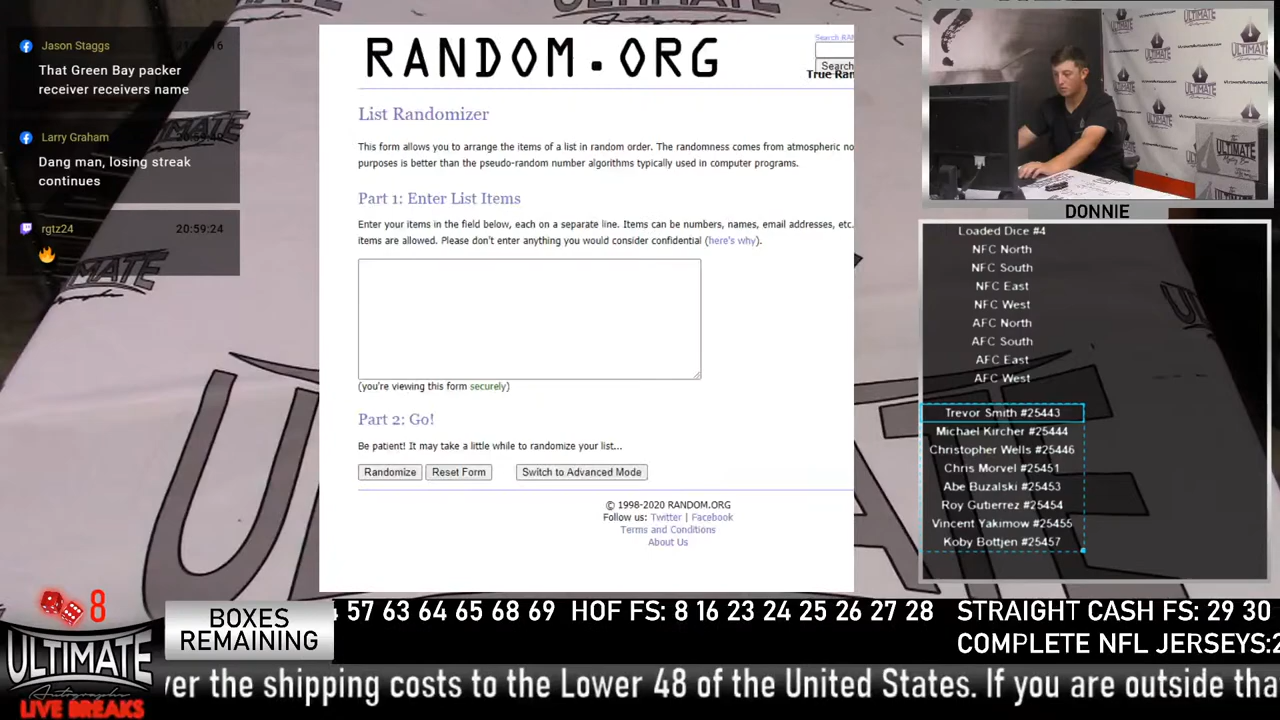 Jason Staggs
That Green Bay packer
receiver receivers name
Larry Graham
Dang man, losing streak
continues
rgtz24 20:59:24
RANDOM.ORG
Search RAN
Search
True Ran
List Randomizer
This form allows you to arrange the items of a list in random order. The randomness comes from atmospheric no
purposes is better than the pseudo-random number algorithms typically used in computer programs.
Part 1: Enter List Items
Enter your items in the field below, each on a separate line. Items can be numbers, names, email addresses, etc.
items are allowed. Please don't enter anything you would consider confidential (here's why).
(you're viewing this form securely)
Part 2: Go!
Be patient! It may take a little while to randomize your list...
Randomize Reset Form Switch to Advanced Mode
© 1998-2020 RANDOM.ORG
Follow us: Twitter | Facebook
Terms and Conditions
About Us
DONNIE
Loaded Dice #4
NFC North
NFC South
NFC East
NFC West
AFC North
AFC South
AFC East
AFC West
Trevor Smith #25443
Michael Kircher #25444
Christopher Wells #25446
Chris Morvel #25451
Abe Buzalski #25453
Roy Gutierrez #25454
Vincent Yakimow #25455
Koby Bottjen #25457
8
BOXES
REMAINING
57 63 64 65 68 69 HOF FS: 8 16 23 24 25 26 27 28 STRAIGHT CASH FS: 29 30
COMPLETE NFL JERSEYS:
ULTIMATE
Autographs
LIVE BREAKS
ver the shipping costs to the Lower 48 of the United States. If you are outside tha